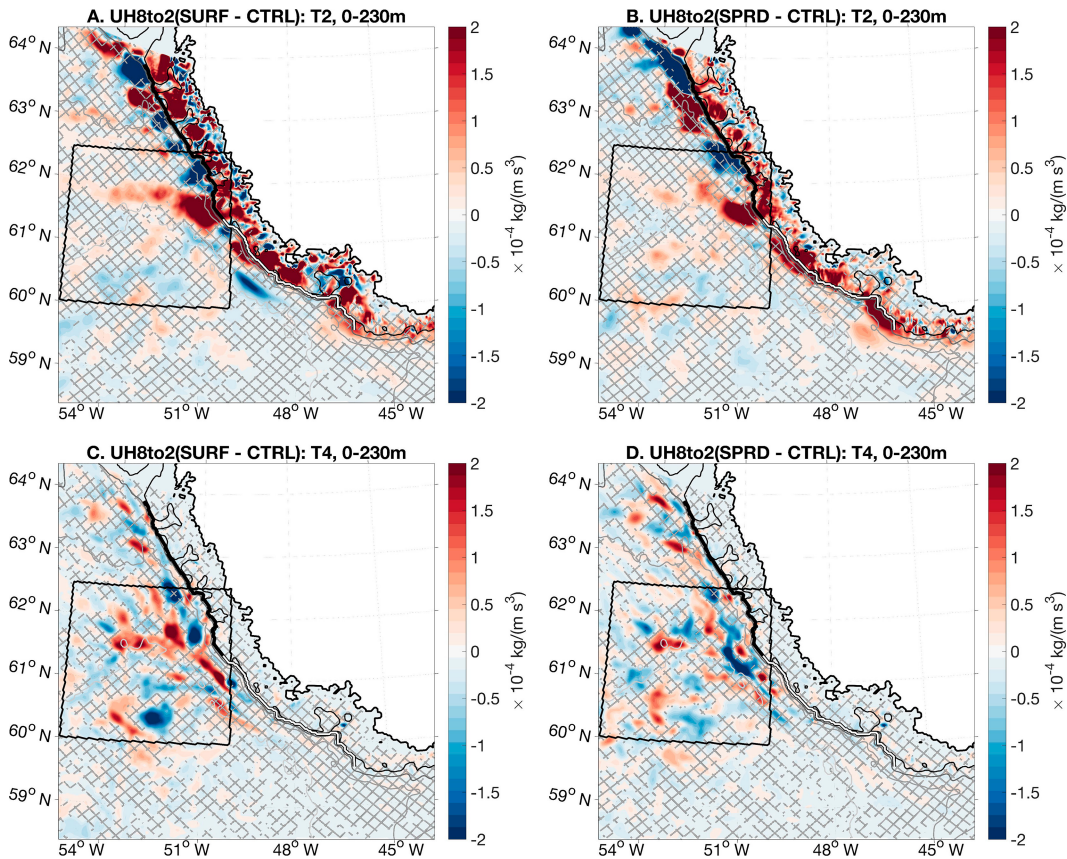 A. UH8to2(SURF - CTRL): T2, 0-230m
64° N
63° N
62° N
61° N
60° N
59° N
54° W
51° W
48° W
45° W
2
1.5
1
0.5
0
-0.5
-1
-1.5
-2
× 10⁻⁴ kg/(m s³)
B. UH8to2(SPRD - CTRL): T2, 0-230m
64° N
63° N
62° N
61° N
60° N
59° N
54° W
51° W
48° W
45° W
2
1.5
1
0.5
0
-0.5
-1
-1.5
-2
× 10⁻⁴ kg/(m s³)
C. UH8to2(SURF - CTRL): T4, 0-230m
64° N
63° N
62° N
61° N
60° N
59° N
54° W
51° W
48° W
45° W
2
1.5
1
0.5
0
-0.5
-1
-1.5
-2
× 10⁻⁴ kg/(m s³)
D. UH8to2(SPRD - CTRL): T4, 0-230m
64° N
63° N
62° N
61° N
60° N
59° N
54° W
51° W
48° W
45° W
2
1.5
1
0.5
0
-0.5
-1
-1.5
-2
× 10⁻⁴ kg/(m s³)